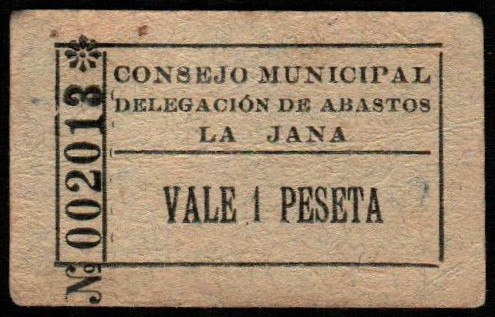 CONSEJO MUNICIPAL
DELEGACIÓN DE ABASTOS
LA JANA
VALE 1 PESETA
№ 002013